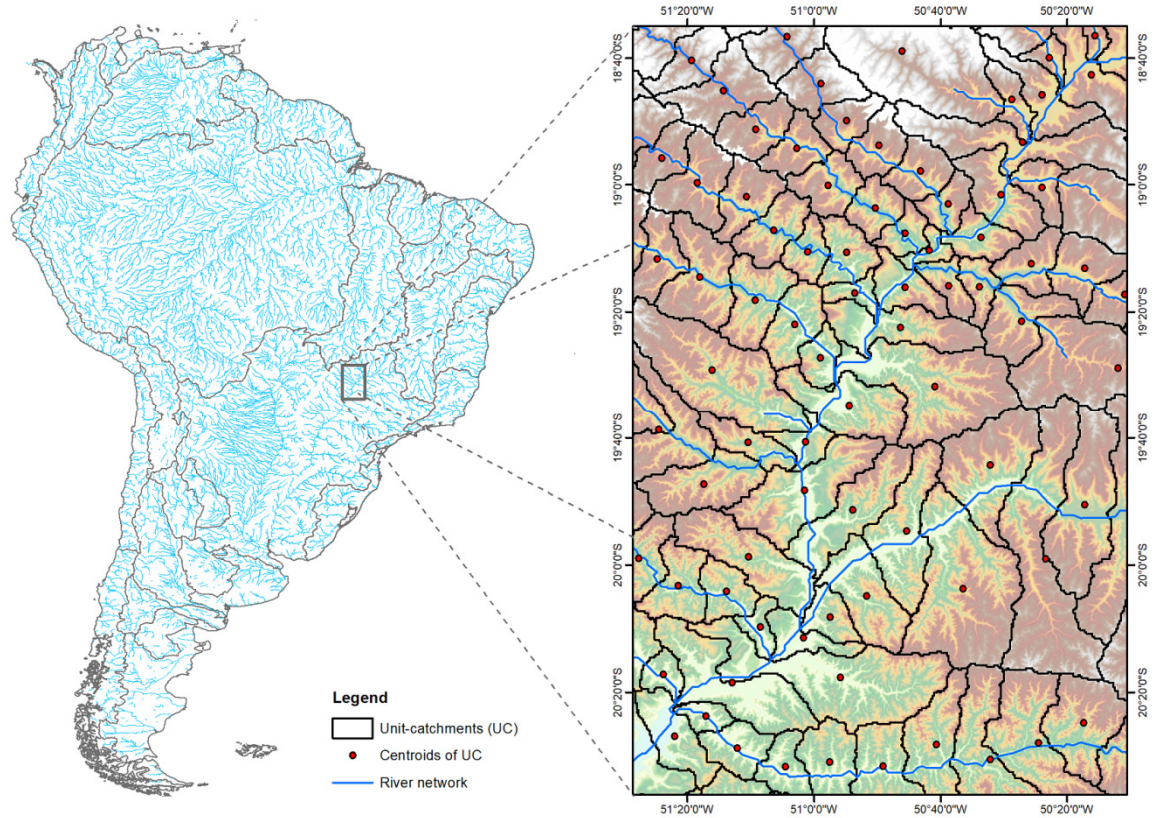 51°20'0"W 51°0'0"W 50°40'0"W 50°20'0"W
18°40'0"S 18°40'0"S
19°0'0"S 19°0'0"S
19°20'0"S 19°20'0"S
19°40'0"S 19°40'0"S
20°0'0"S 20°0'0"S
20°20'0"S 20°20'0"S
Legend
Unit-catchments (UC)
Centroids of UC
River network
51°20'0"W 51°0'0"W 50°40'0"W 50°20'0"W